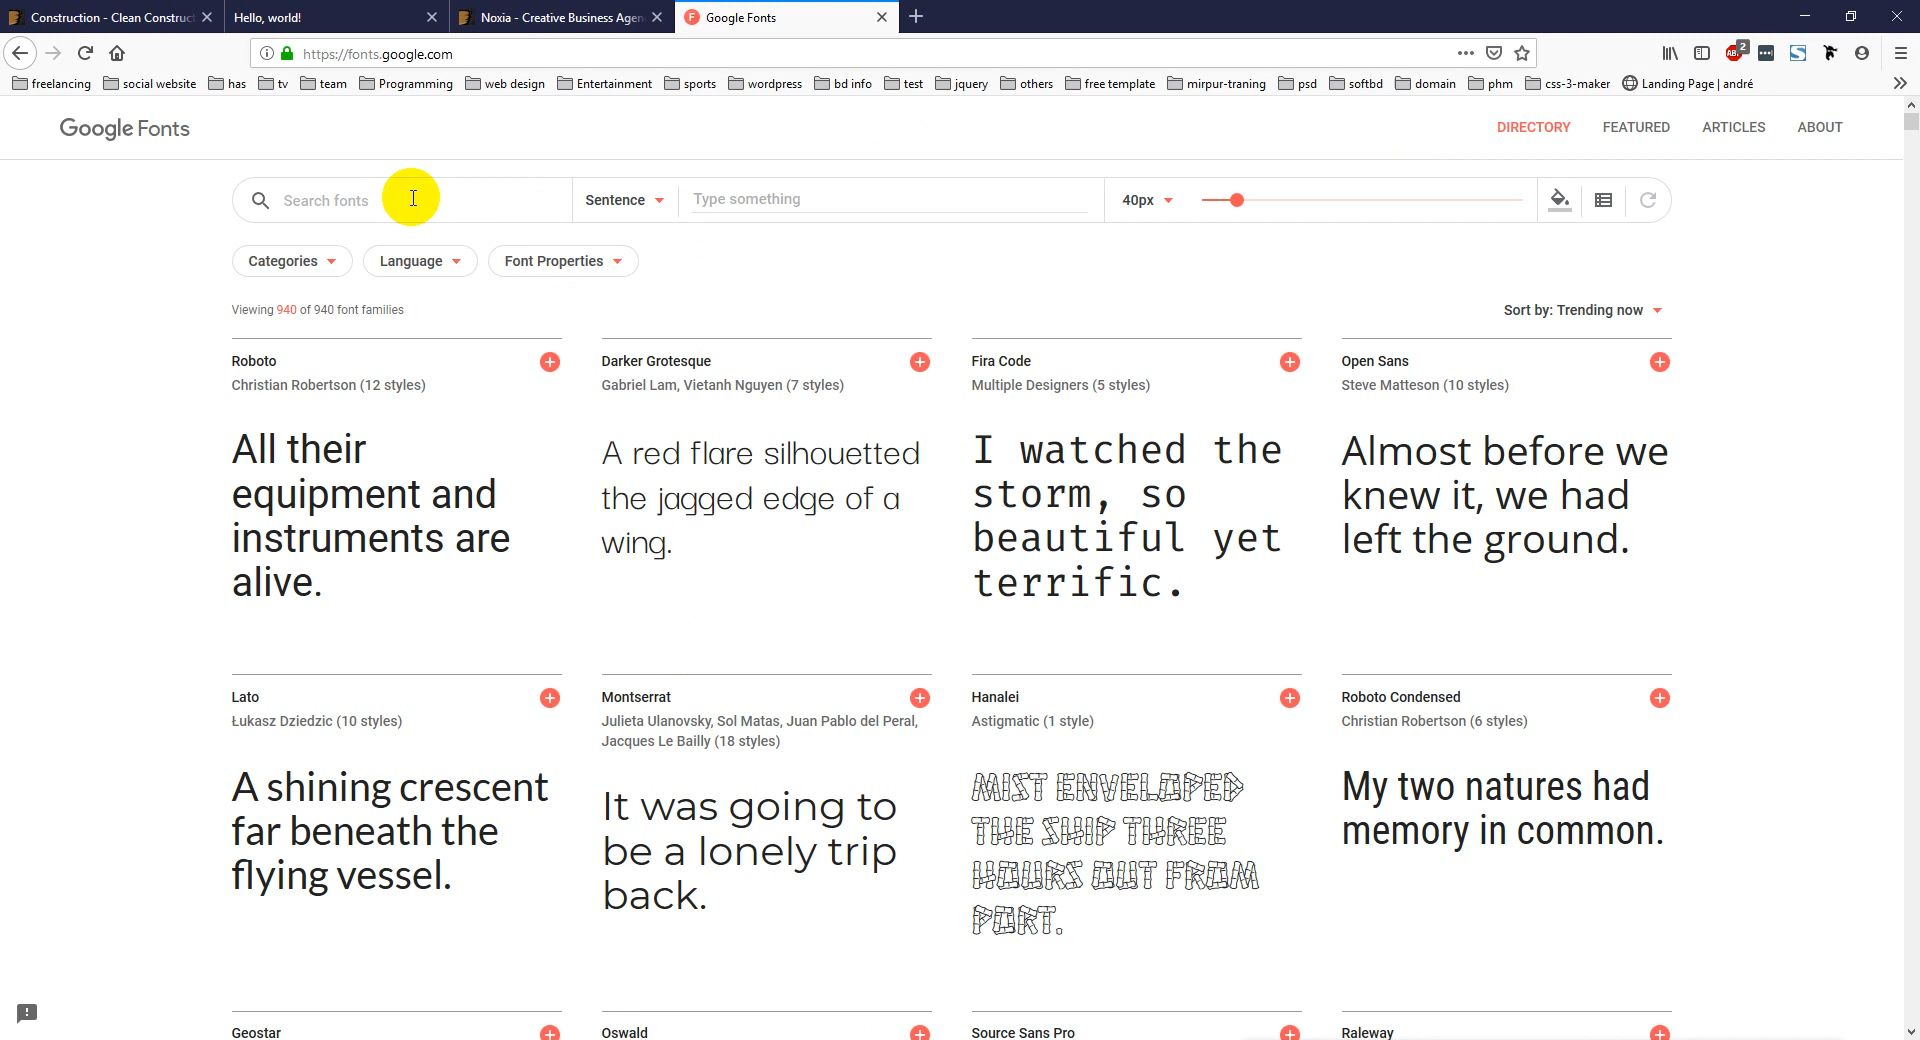 Construction - Clean Construct
Hello, world!
Noxia - Creative Business Agen
Google Fonts
https://fonts.google.com
2
freelancing
social website
has
tv
team
Programming
web design
Entertainment
sports
wordpress
bd info
test
jquery
others
free template
mirpur-traning
psd
softbd
domain
phm
css-3-maker
Landing Page | andré
Google Fonts
DIRECTORY
FEATURED
ARTICLES
ABOUT
Search fonts
Sentence
Type something
40px
Categories
Language
Font Properties
Viewing 940 of 940 font families
Sort by: Trending now
Roboto
Christian Robertson (12 styles)
All their
equipment and
instruments are
alive.
Darker Grotesque
Gabriel Lam, Vietanh Nguyen (7 styles)
A red flare silhouetted
the jagged edge of a
wing.
Fira Code
Multiple Designers (5 styles)
I watched the
storm, so
beautiful yet
terrific.
Open Sans
Steve Matteson (10 styles)
Almost before we
knew it, we had
left the ground.
Lato
Łukasz Dziedzic (10 styles)
A shining crescent
far beneath the
flying vessel.
Montserrat
Julieta Ulanovsky, Sol Matas, Juan Pablo del Peral,
Jacques Le Bailly (18 styles)
It was going to
be a lonely trip
back.
Hanalei
Astigmatic (1 style)
MIST ENVELOPED
THE SHIP THREE
HOURS OUT FROM
PORT.
Roboto Condensed
Christian Robertson (6 styles)
My two natures had
memory in common.
Geostar
Oswald
Source Sans Pro
Raleway